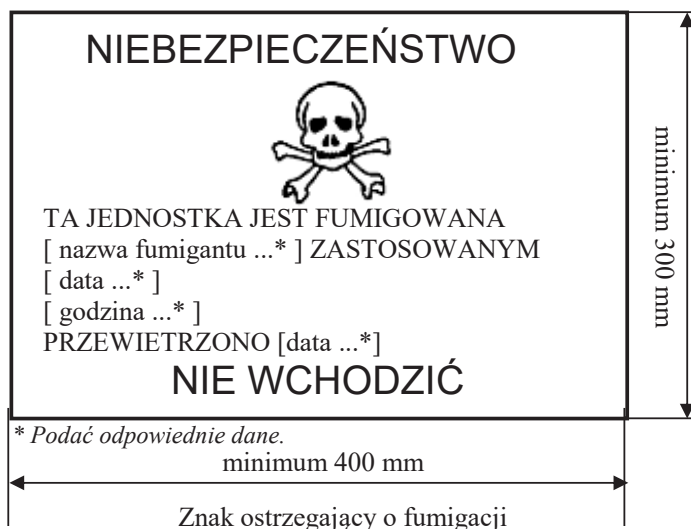 NIEBEZPIECZEŃSTWO
TA JEDNOSTKA JEST FUMIGOWANA
[ nazwa fumigantu ...* ] ZASTOSOWANYM
[ data ...* ]
[ godzina ...* ]
PRZEWIETRZONO [data ...*]
NIE WCHODZIĆ
minimum 300 mm
* Podać odpowiednie dane.
minimum 400 mm
Znak ostrzegający o fumigacji